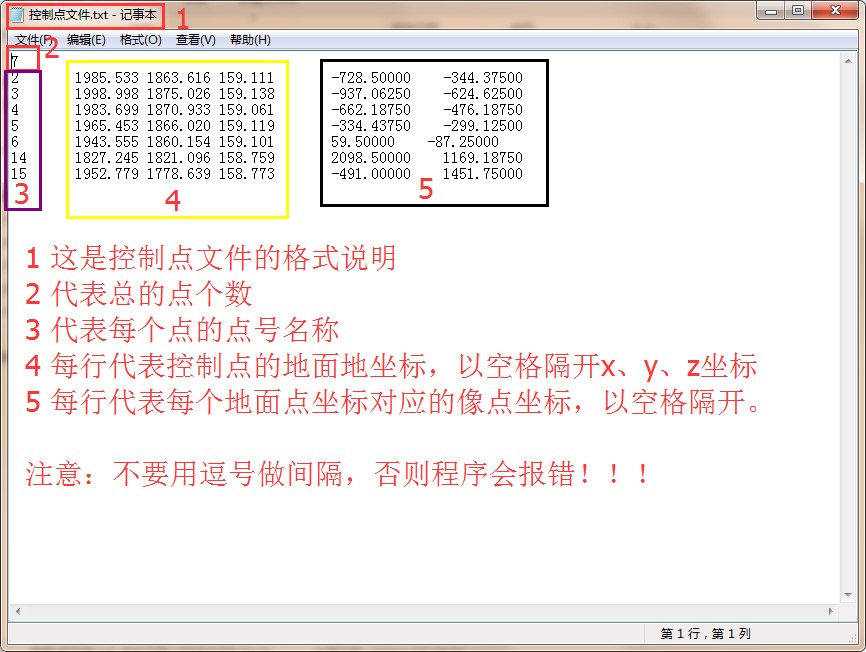 控制点文件.txt - 记事本 1
文件(F) 编辑(E) 格式(O) 查看(V) 帮助(H)
7 2
2 1985.533 1863.616 159.111 -728.50000 -344.37500
3 1998.998 1875.026 159.138 -937.06250 -624.62500
4 1983.699 1870.933 159.061 -662.18750 -476.18750
5 1965.453 1866.020 159.119 -334.43750 -299.12500
6 1943.555 1860.154 159.101 59.50000 -87.25000
14 1827.245 1821.096 158.759 2098.50000 1169.18750
15 1952.779 1778.639 158.773 -491.00000 1451.75000
3 4 5
1 这是控制点文件的格式说明
2 代表总的点个数
3 代表每个点的点号名称
4 每行代表控制点的地面地坐标，以空格隔开x、y、z坐标
5 每行代表每个地面点坐标对应的像点坐标，以空格隔开。
注意：不要用逗号做间隔，否则程序会报错！！！
第 1 行，第 1 列